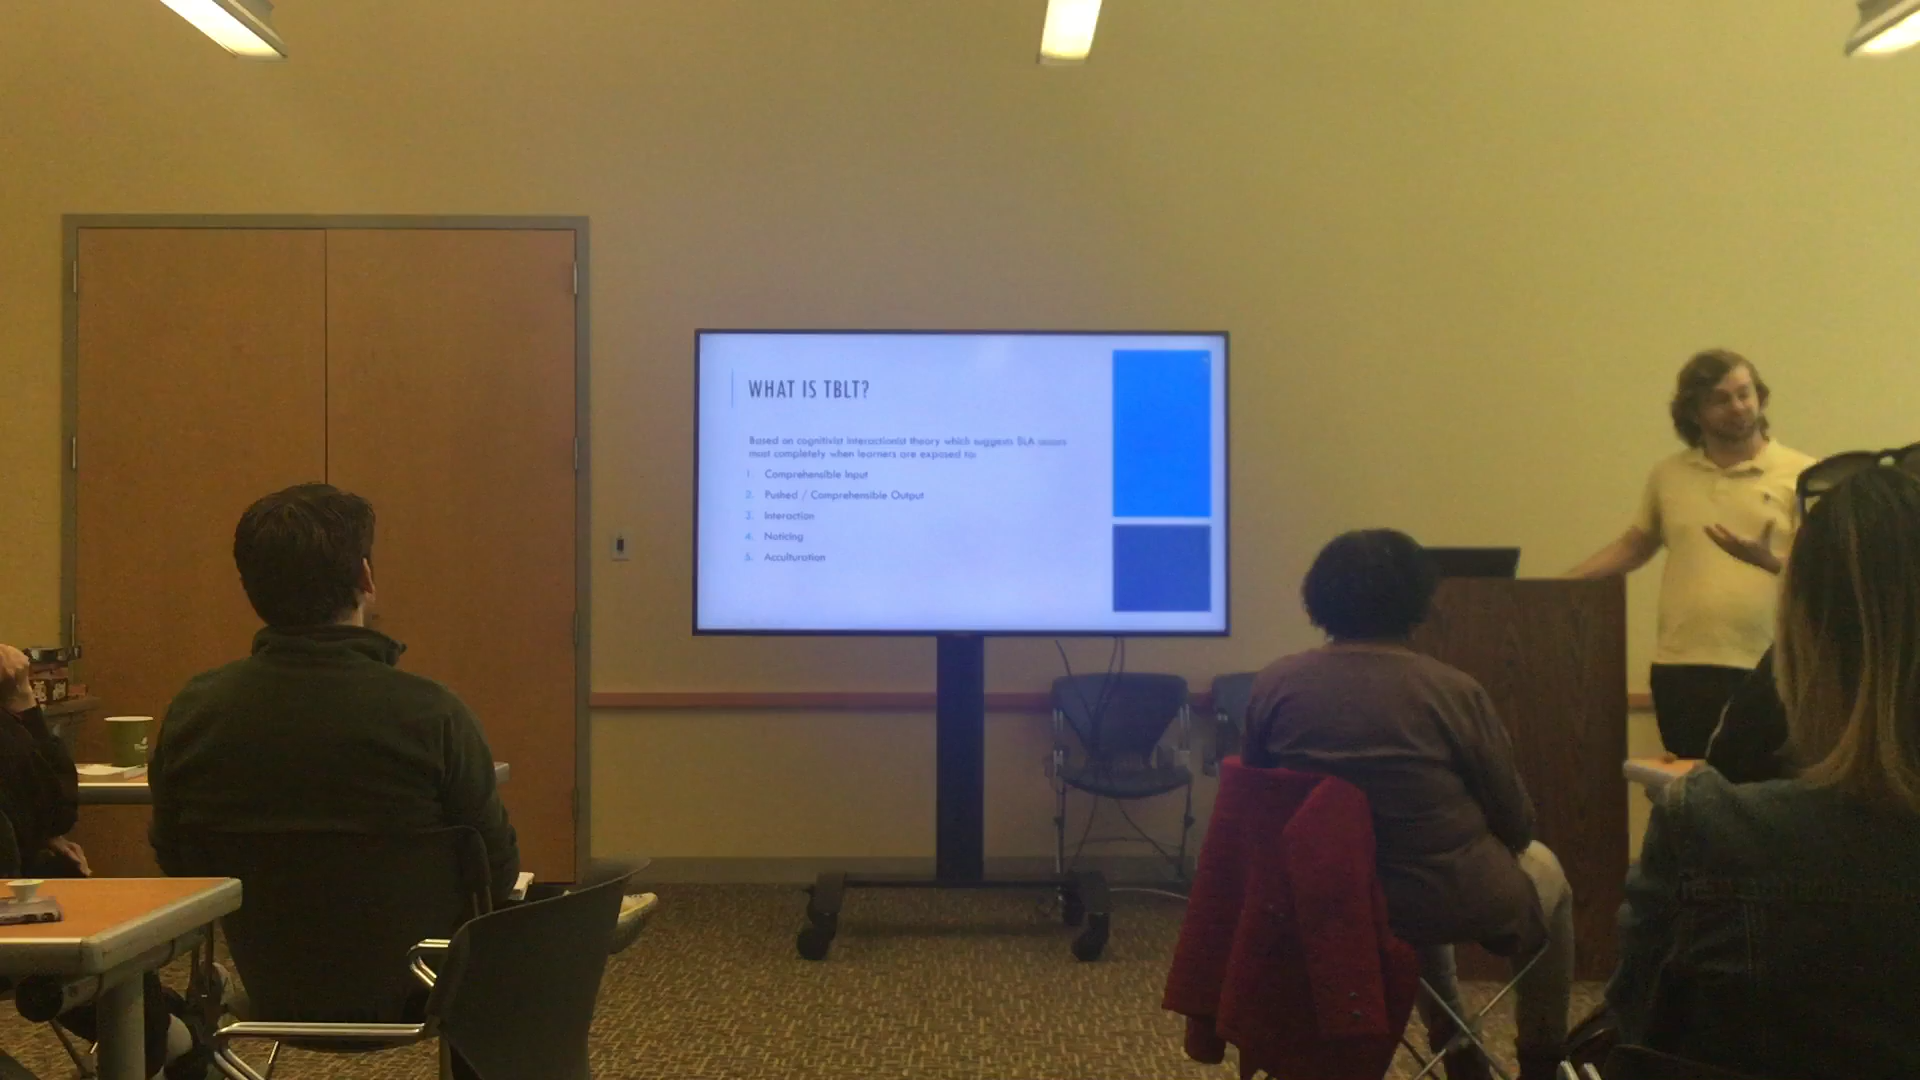 WHAT IS TBLT?
Based on cognitivist interactionist theory which suggests SLA occurs
most completely when learners are exposed to:
1. Comprehensible Input
2. Pushed / Comprehensible Output
3. Interaction
4. Noticing
5. Acculturation